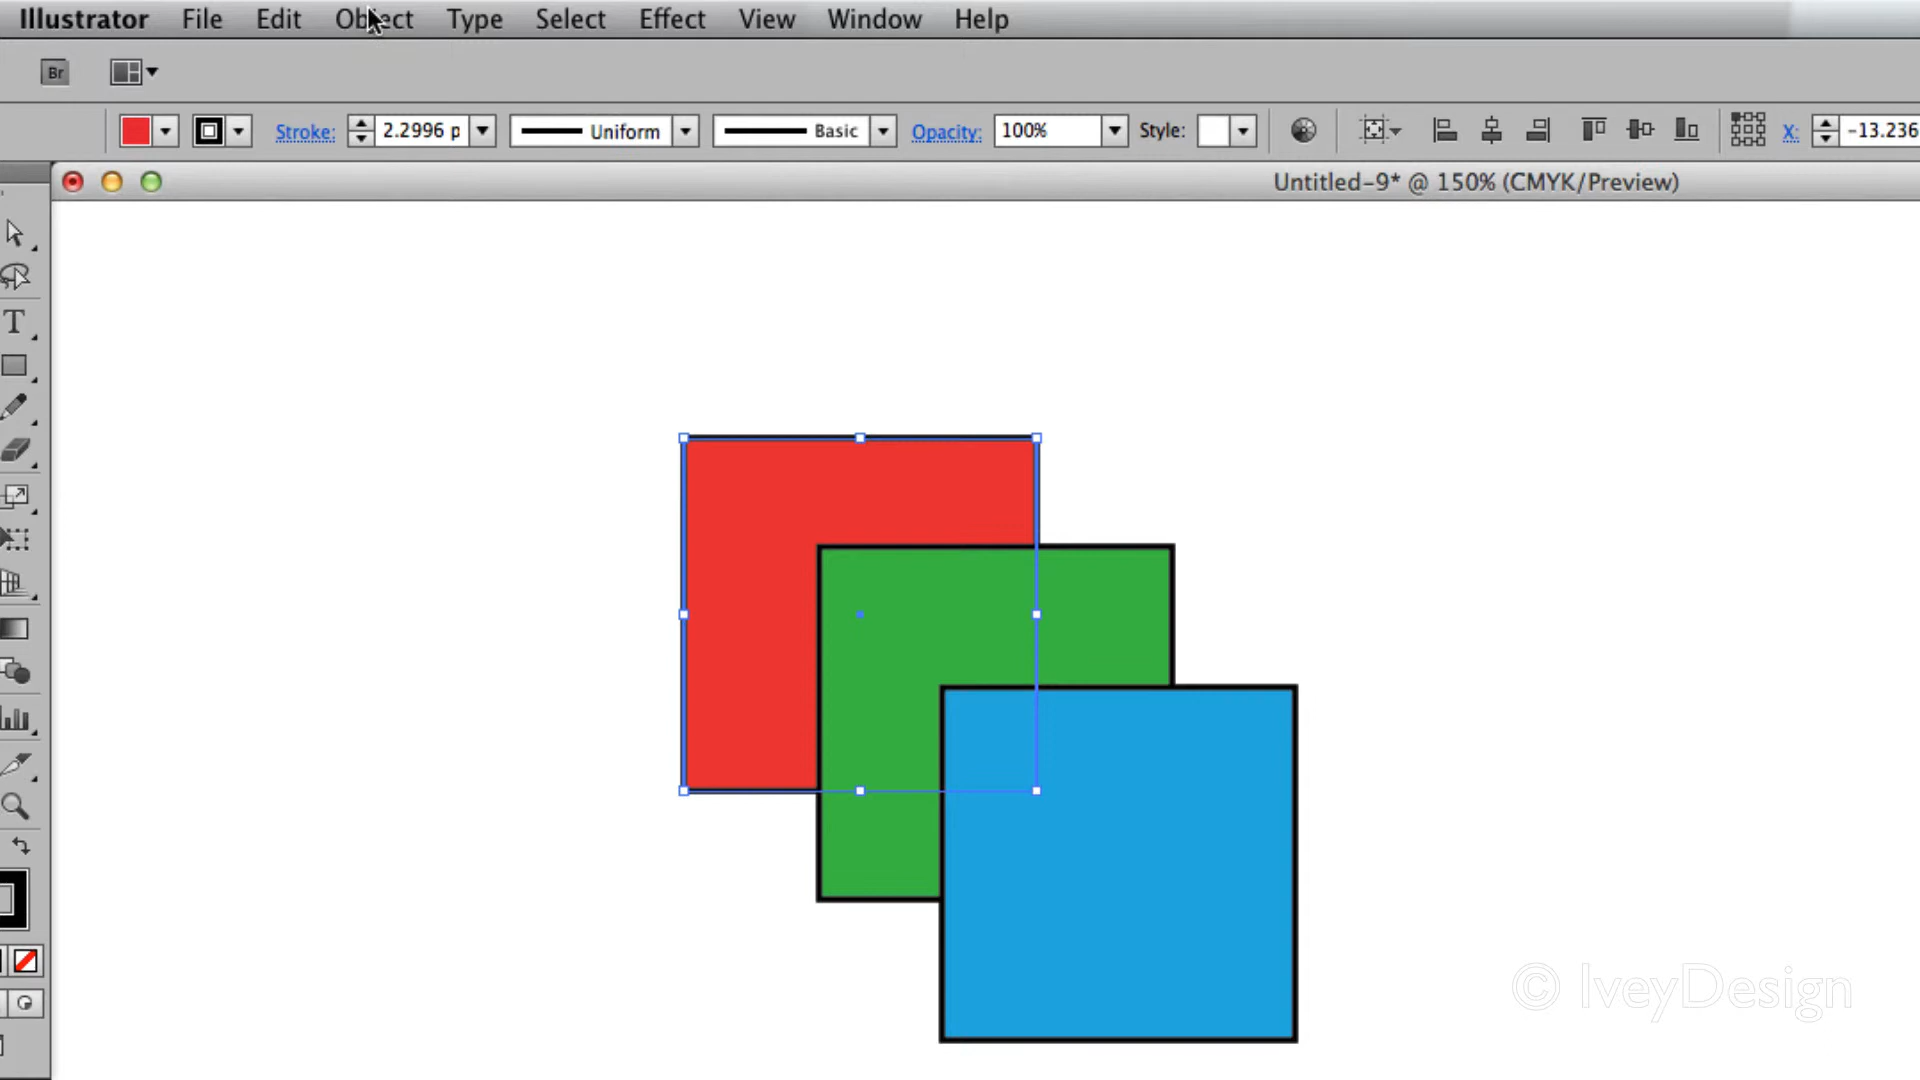 Illustrator File Edit Object Type Select Effect View Window Help
Br
Stroke: 2.2996 p Uniform Basic Opacity: 100% Style: X: -13.236
Untitled-9* @ 150% (CMYK/Preview)
T
© IveyDesign